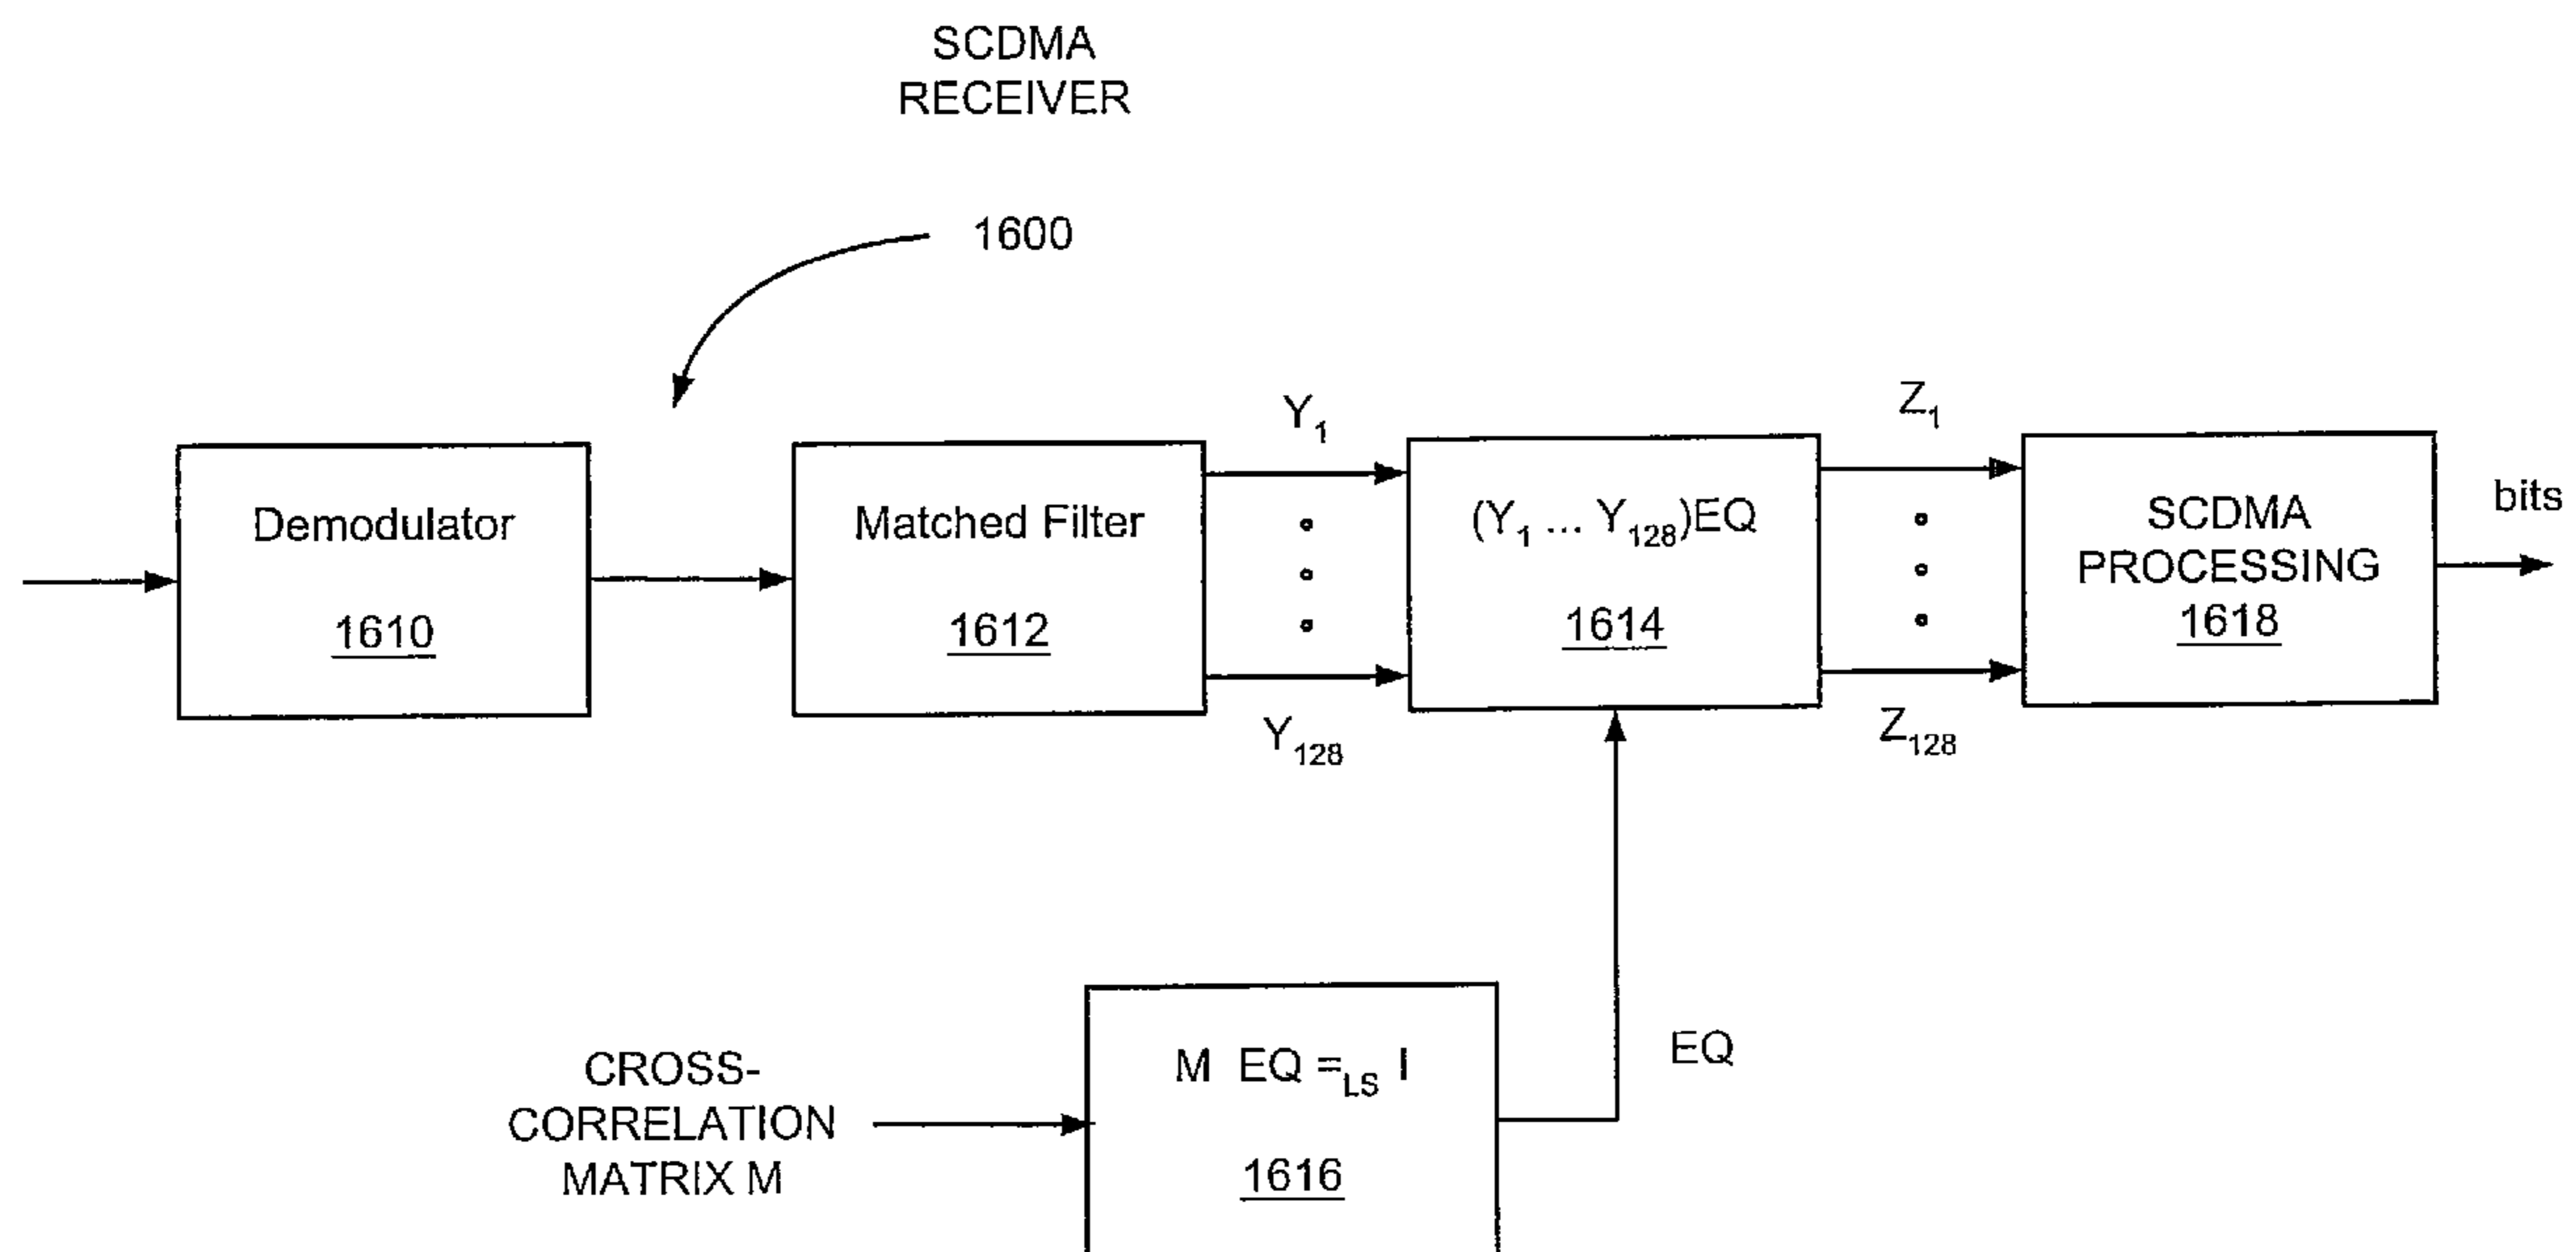 SCDMA
RECEIVER
1600
Demodulator
1610
Matched Filter
1612
Y1
Y128
(Y1 ... Y128)EQ
1614
Z1
Z128
SCDMA
PROCESSING
1618
bits
CROSS-
CORRELATION
MATRIX M
M EQ =LS I
1616
EQ